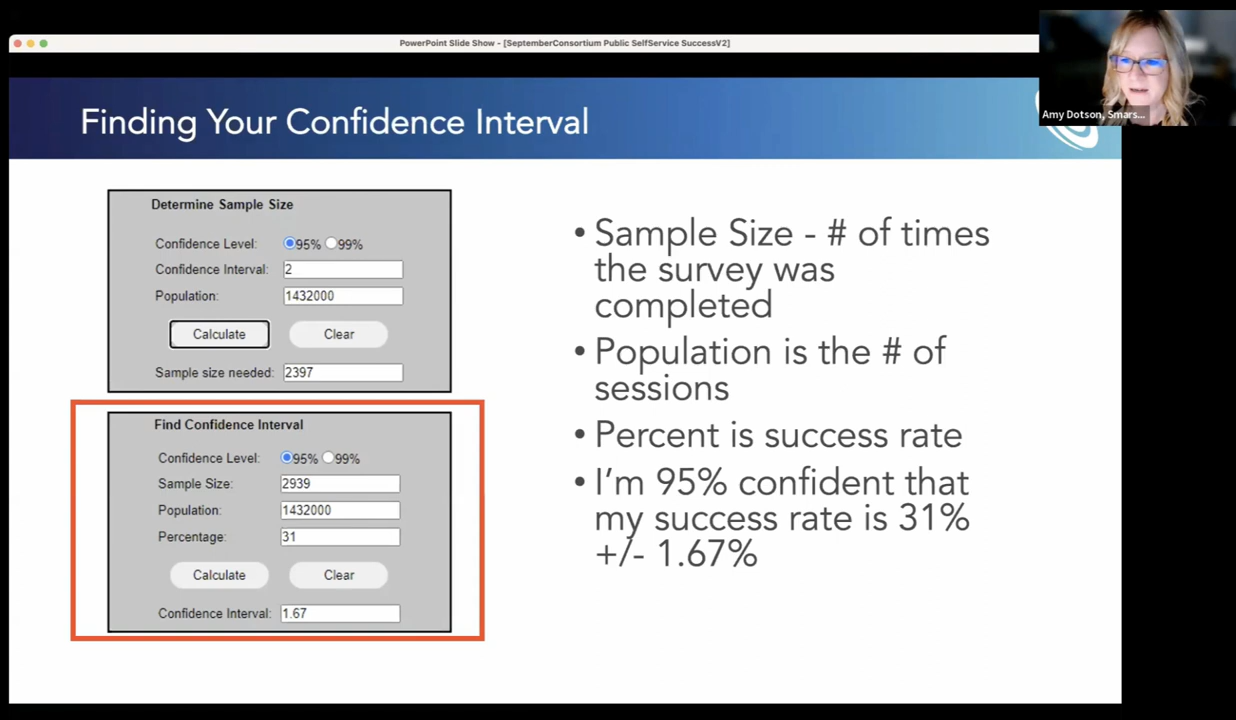 PowerPoint Slide Show - [SeptemberConsortium Public SelfService SuccessV2]
Amy Dotson, Smars...
Finding Your Confidence Interval
Determine Sample Size
Confidence Level: 95% 99%
Confidence Interval: 2
Population: 1432000
Calculate Clear
Sample size needed: 2397
Find Confidence Interval
Confidence Level: 95% 99%
Sample Size: 2939
Population: 1432000
Percentage: 31
Calculate Clear
Confidence Interval: 1.67
• Sample Size - # of times
the survey was
completed
• Population is the # of
sessions
• Percent is success rate
• I’m 95% confident that
my success rate is 31%
+/- 1.67%